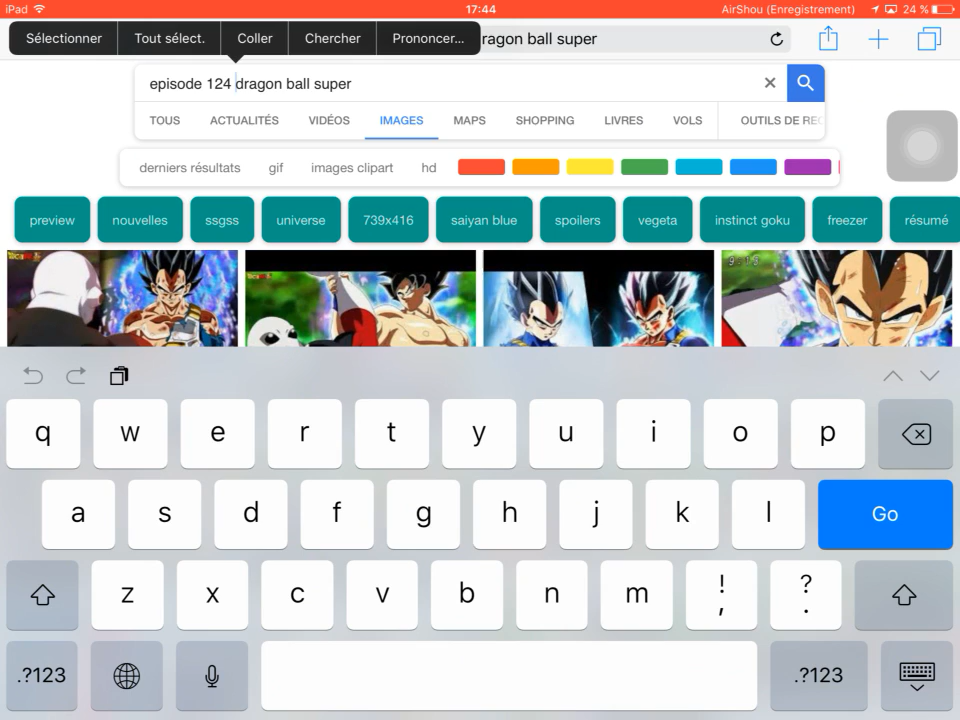 iPad 17:44 AirShou (Enregistrement) 24 %
Sélectionner Tout sélect. Coller Chercher Prononcer... ragon ball super
episode 124 dragon ball super
TOUS ACTUALITÉS VIDÉOS IMAGES MAPS SHOPPING LIVRES VOLS OUTILS DE REC
derniers résultats gif images clipart hd
preview nouvelles ssgss universe 739x416 saiyan blue spoilers vegeta instinct goku freezer résumé
q w e r t y u i o p
a s d f g h j k l Go
z x c v b n m ! , ? .
.?123 .?123